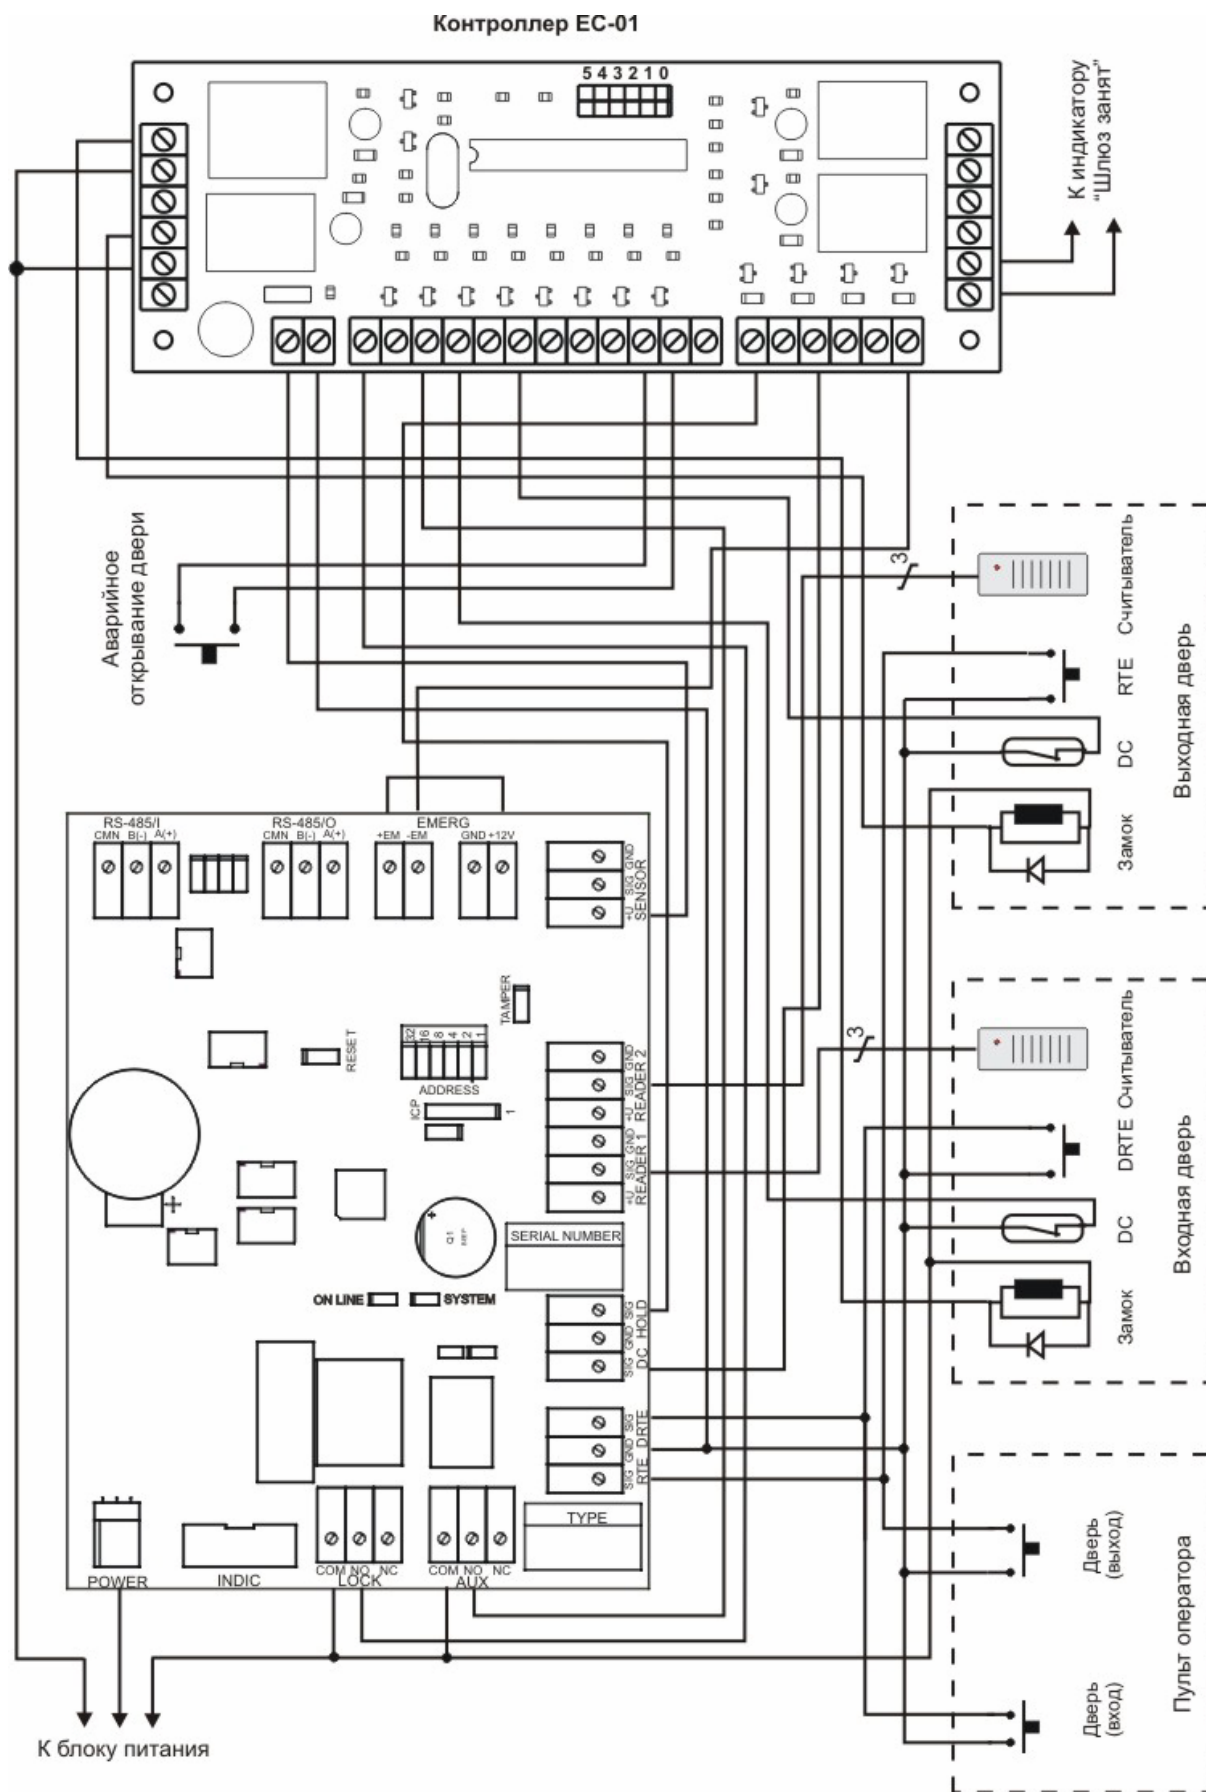 Контроллер EC-01
5 4 3 2 1 0
К индикатору
“Шлюз занят”
Аварийное
открывание двери
3
Считыватель
RTE
DC
Замок
Выходная дверь
RS-485/I
CMN B(-) A(+)
RS-485/O
CMN B(-) A(+)
EMERG
+EM -EM
GND +12V
+U SIG GND
SENSOR
TAMPER
RESET
32 16 8 4 2 1
ADDRESS
ICP
1
+U SIG GND
READER 2
+U SIG GND
READER 1
3
Считыватель
DRTE
DC
Замок
Входная дверь
+
+
Q1
SERIAL NUMBER
ON LINE
SYSTEM
SIG GND SIG
DC HOLD
SIG GND SIG
RTE DRTE
TYPE
POWER
INDIC
COM NO NC
LOCK
COM NO NC
AUX
Дверь
(выход)
Дверь
(вход)
Пульт оператора
К блоку питания